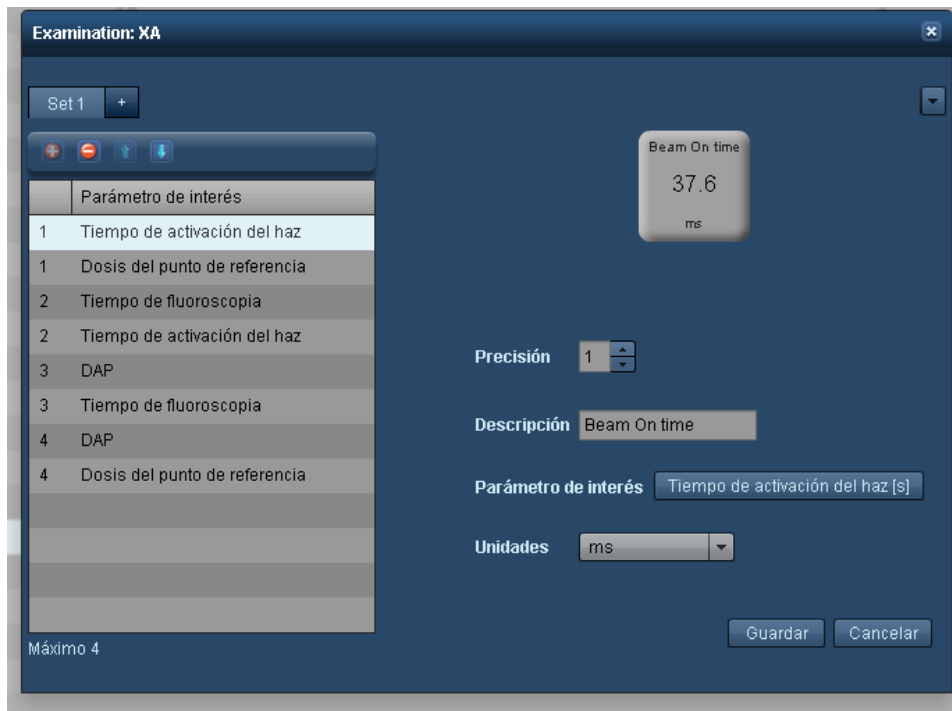 Examination: XA
Set 1 +
Parámetro de interés
1 Tiempo de activación del haz
1 Dosis del punto de referencia
2 Tiempo de fluoroscopia
2 Tiempo de activación del haz
3 DAP
3 Tiempo de fluoroscopia
4 DAP
4 Dosis del punto de referencia
Máximo 4
Beam On time
37.6
ms
Precisión 1
Descripción Beam On time
Parámetro de interés Tiempo de activación del haz [s]
Unidades ms
Guardar Cancelar